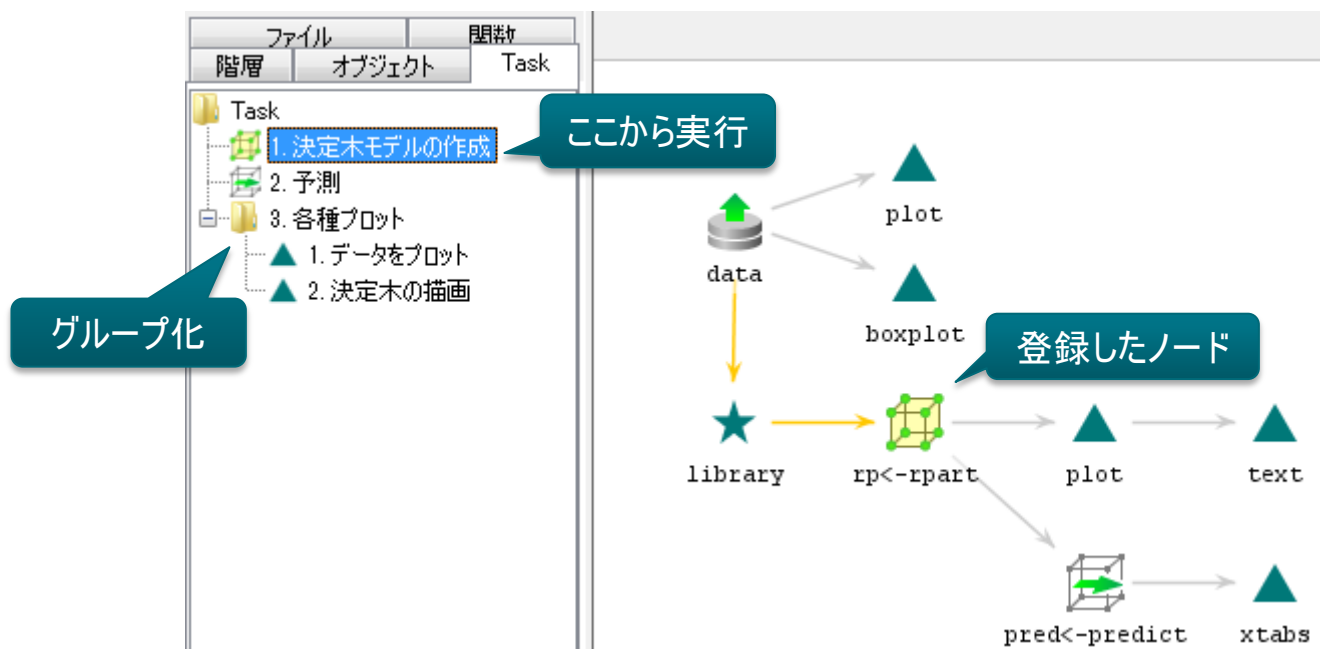 ファイル 関数
階層 オブジェクト Task
Task
1. 決定木モデルの作成
2. 予測
3. 各種プロット
1. データをプロット
2. 決定木の描画
ここから実行
グループ化
plot
data
boxplot
登録したノード
library rp<-rpart plot text
pred<-predict xtabs